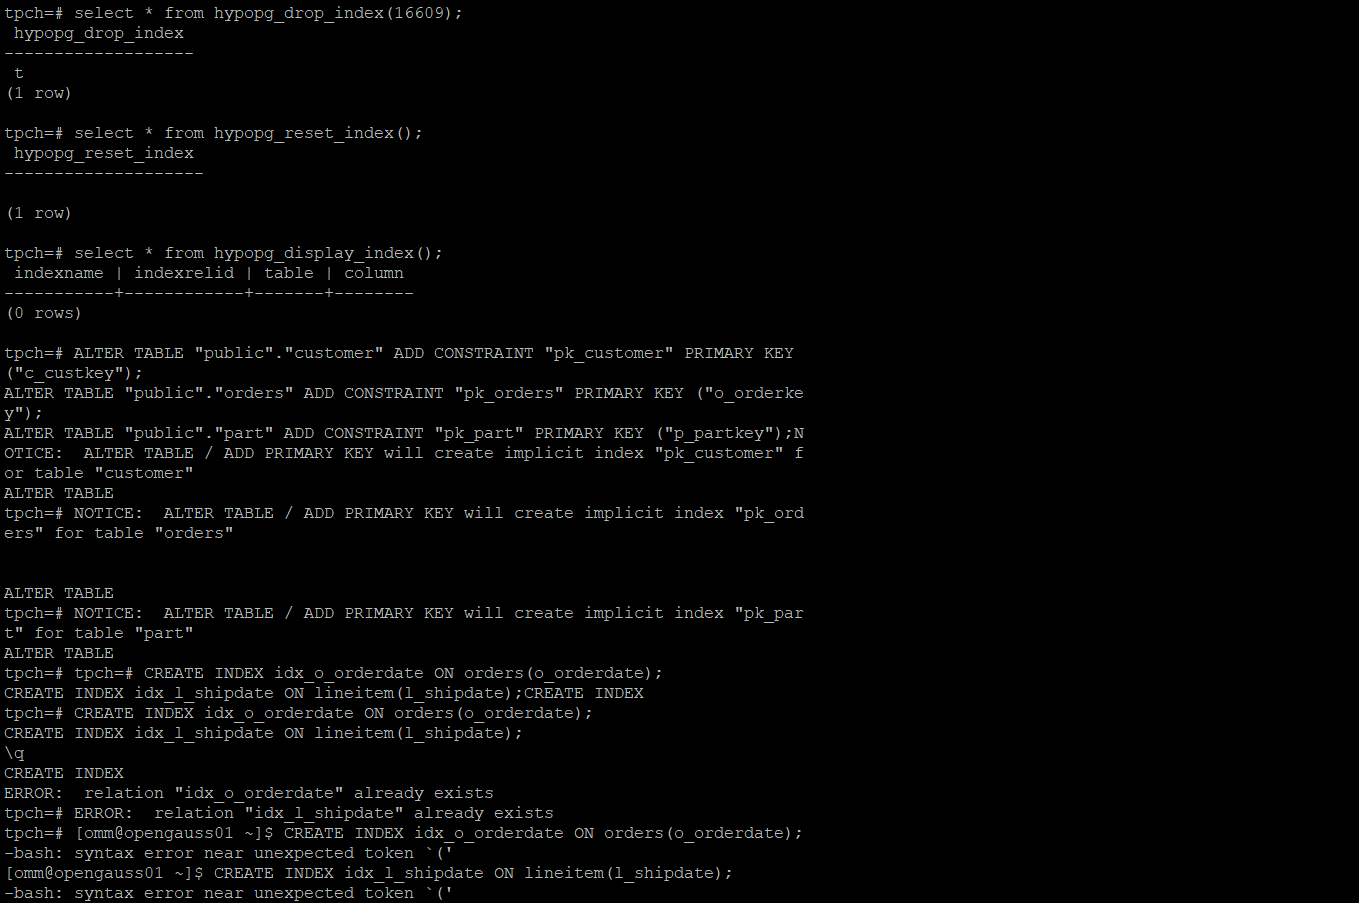 tpch=# select * from hypopg_drop_index(16609);
 hypopg_drop_index
-------------------
 t
(1 row)

tpch=# select * from hypopg_reset_index();
 hypopg_reset_index
--------------------

(1 row)

tpch=# select * from hypopg_display_index();
 indexname | indexrelid | table | column
-----------+------------+-------+--------
(0 rows)

tpch=# ALTER TABLE "public"."customer" ADD CONSTRAINT "pk_customer" PRIMARY KEY
("c_custkey");
ALTER TABLE "public"."orders" ADD CONSTRAINT "pk_orders" PRIMARY KEY ("o_orderke
y");
ALTER TABLE "public"."part" ADD CONSTRAINT "pk_part" PRIMARY KEY ("p_partkey");N
OTICE:  ALTER TABLE / ADD PRIMARY KEY will create implicit index "pk_customer" f
or table "customer"
ALTER TABLE
tpch=# NOTICE:  ALTER TABLE / ADD PRIMARY KEY will create implicit index "pk_ord
ers" for table "orders"


ALTER TABLE
tpch=# NOTICE:  ALTER TABLE / ADD PRIMARY KEY will create implicit index "pk_par
t" for table "part"
ALTER TABLE
tpch=# tpch=# CREATE INDEX idx_o_orderdate ON orders(o_orderdate);
CREATE INDEX idx_l_shipdate ON lineitem(l_shipdate);CREATE INDEX
tpch=# CREATE INDEX idx_o_orderdate ON orders(o_orderdate);
CREATE INDEX idx_l_shipdate ON lineitem(l_shipdate);
\q
CREATE INDEX
ERROR:  relation "idx_o_orderdate" already exists
tpch=# ERROR:  relation "idx_l_shipdate" already exists
tpch=# [omm@opengauss01 ~]$ CREATE INDEX idx_o_orderdate ON orders(o_orderdate);
-bash: syntax error near unexpected token `('
[omm@opengauss01 ~]$ CREATE INDEX idx_l_shipdate ON lineitem(l_shipdate);
-bash: syntax error near unexpected token `('